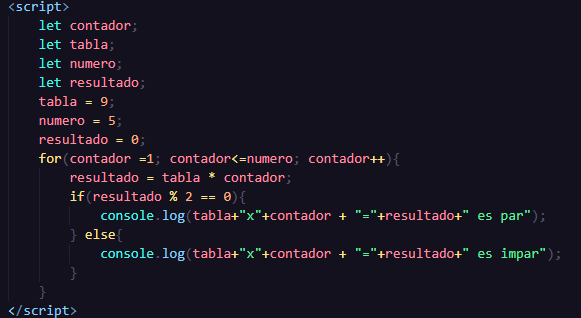 <script>
let contador;
let tabla;
let numero;
let resultado;
tabla = 9;
numero = 5;
resultado = 0;
for(contador =1; contador<=numero; contador++){
resultado = tabla * contador;
if(resultado % 2 == 0){
console.log(tabla+"x"+contador + "="+resultado+" es par");
} else{
console.log(tabla+"x"+contador + "="+resultado+" es impar");
}
}
</script>